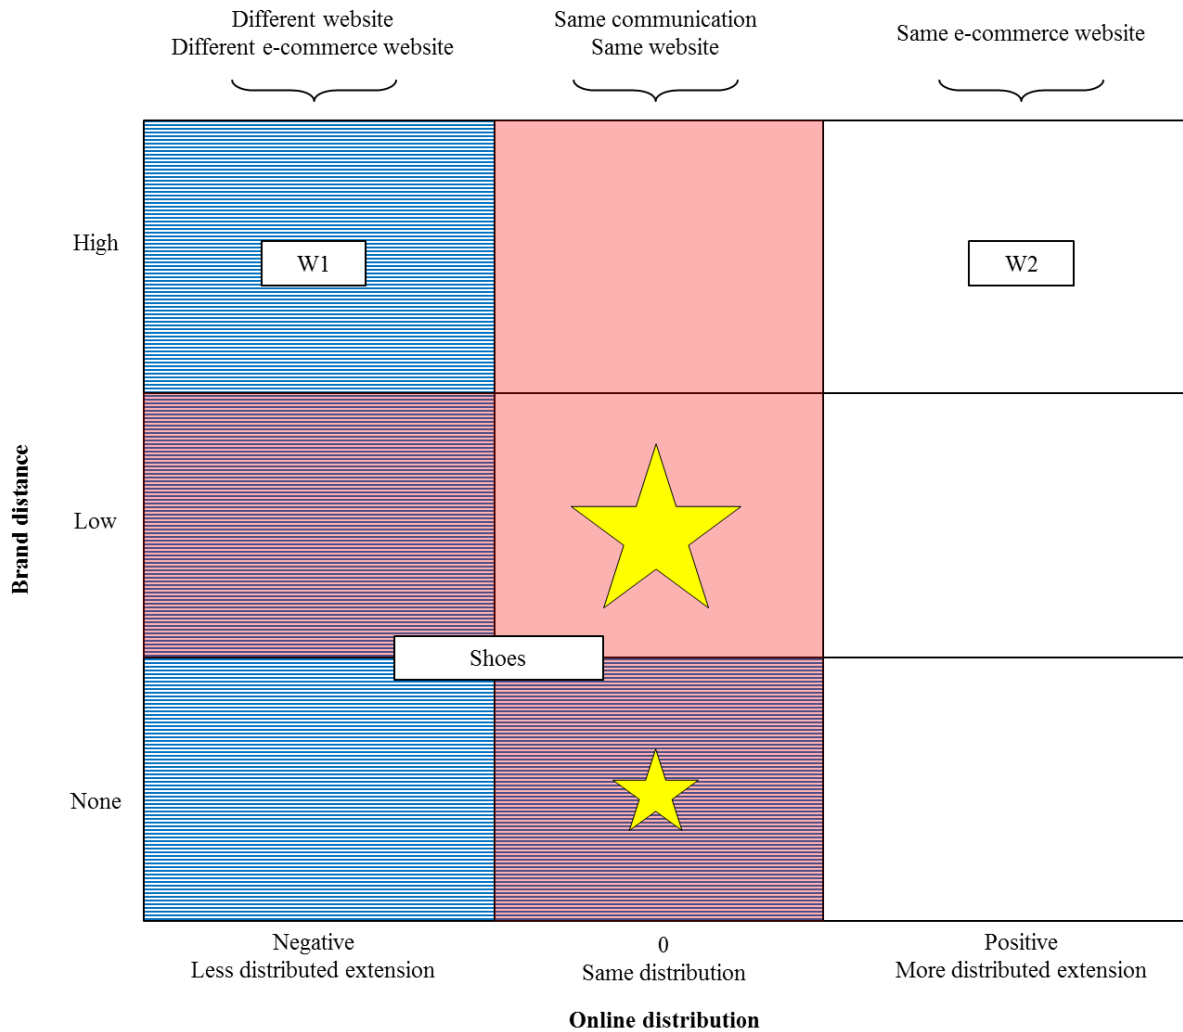 Different website
Different e-commerce website
Same communication
Same website
Same e-commerce website
High
W1
W2
Brand distance
Low
Shoes
None
Negative
Less distributed extension
0
Same distribution
Positive
More distributed extension
Online distribution